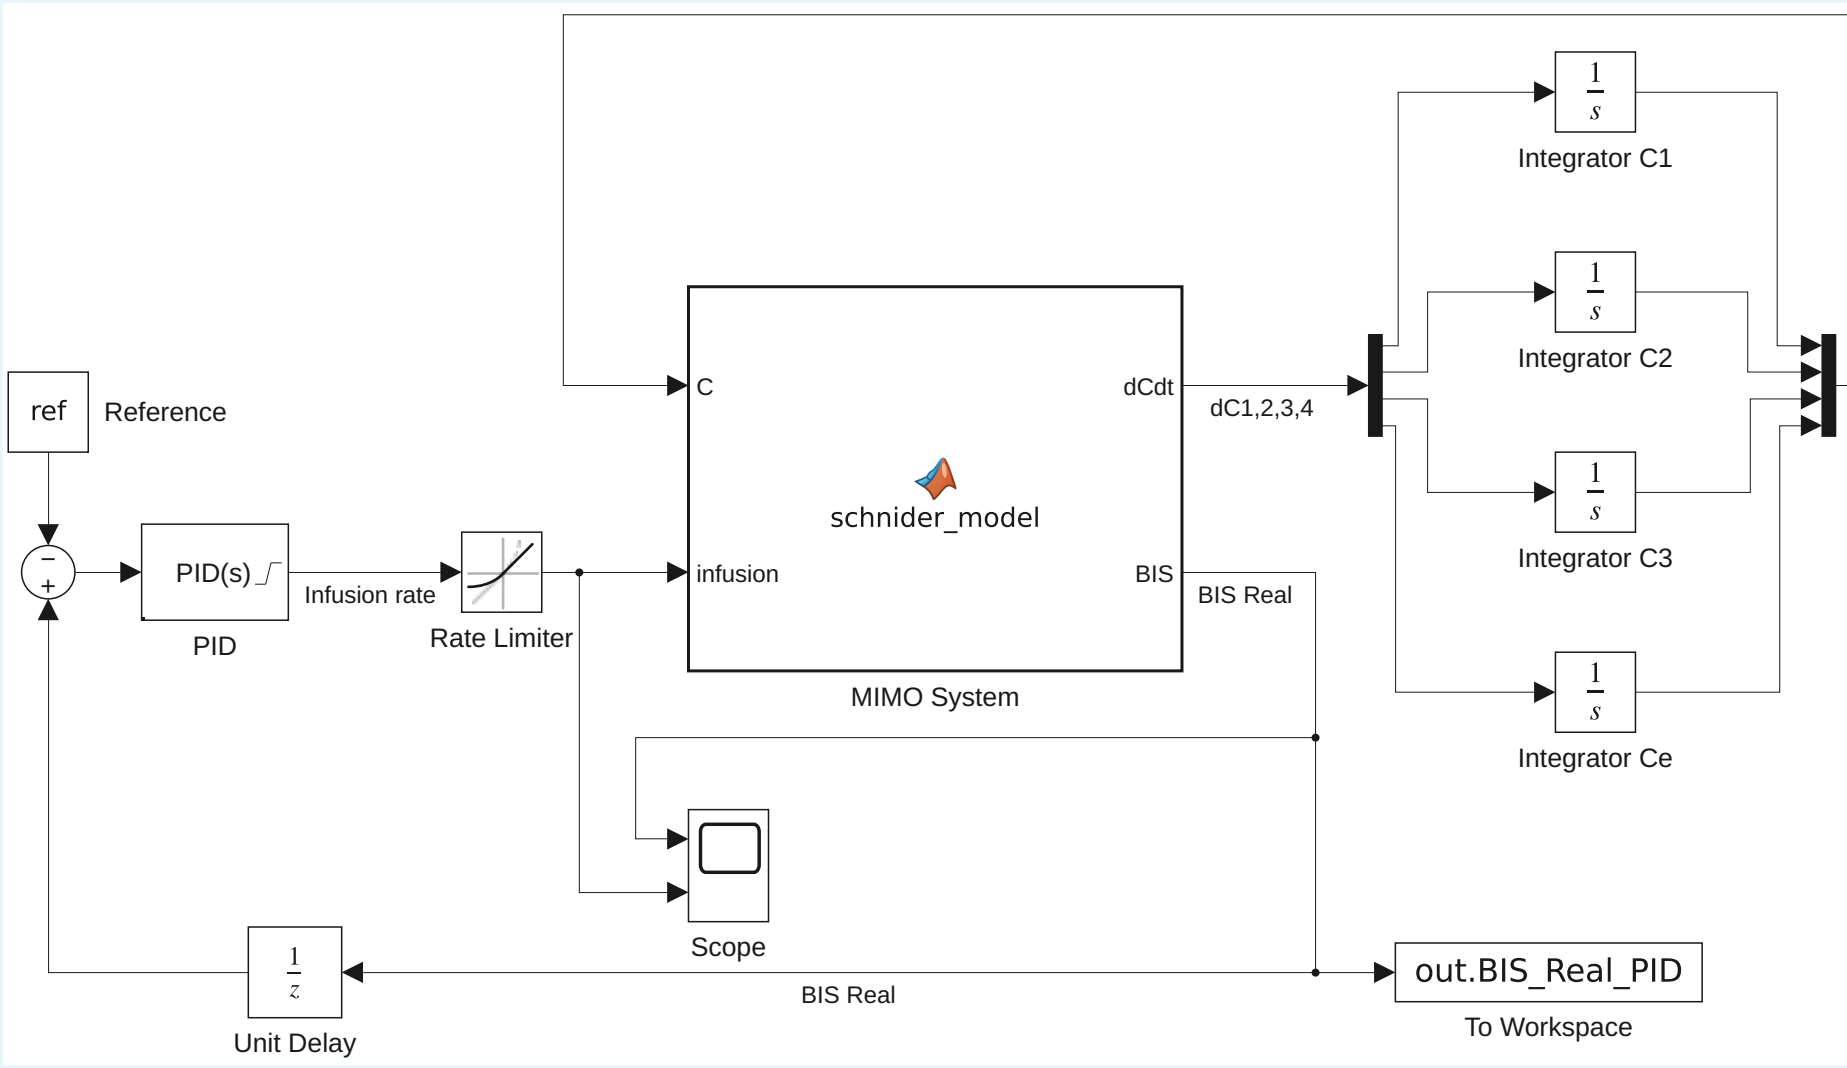 1
s
Integrator C1
1
s
Integrator C2
ref
Reference
C
dCdt
dC1,2,3,4
schnider_model
1
s
Integrator C3
−
+
PID(s)
PID
Infusion rate
Rate Limiter
infusion
BIS
BIS Real
MIMO System
1
s
Integrator Ce
Scope
1
z
Unit Delay
BIS Real
out.BIS_Real_PID
To Workspace